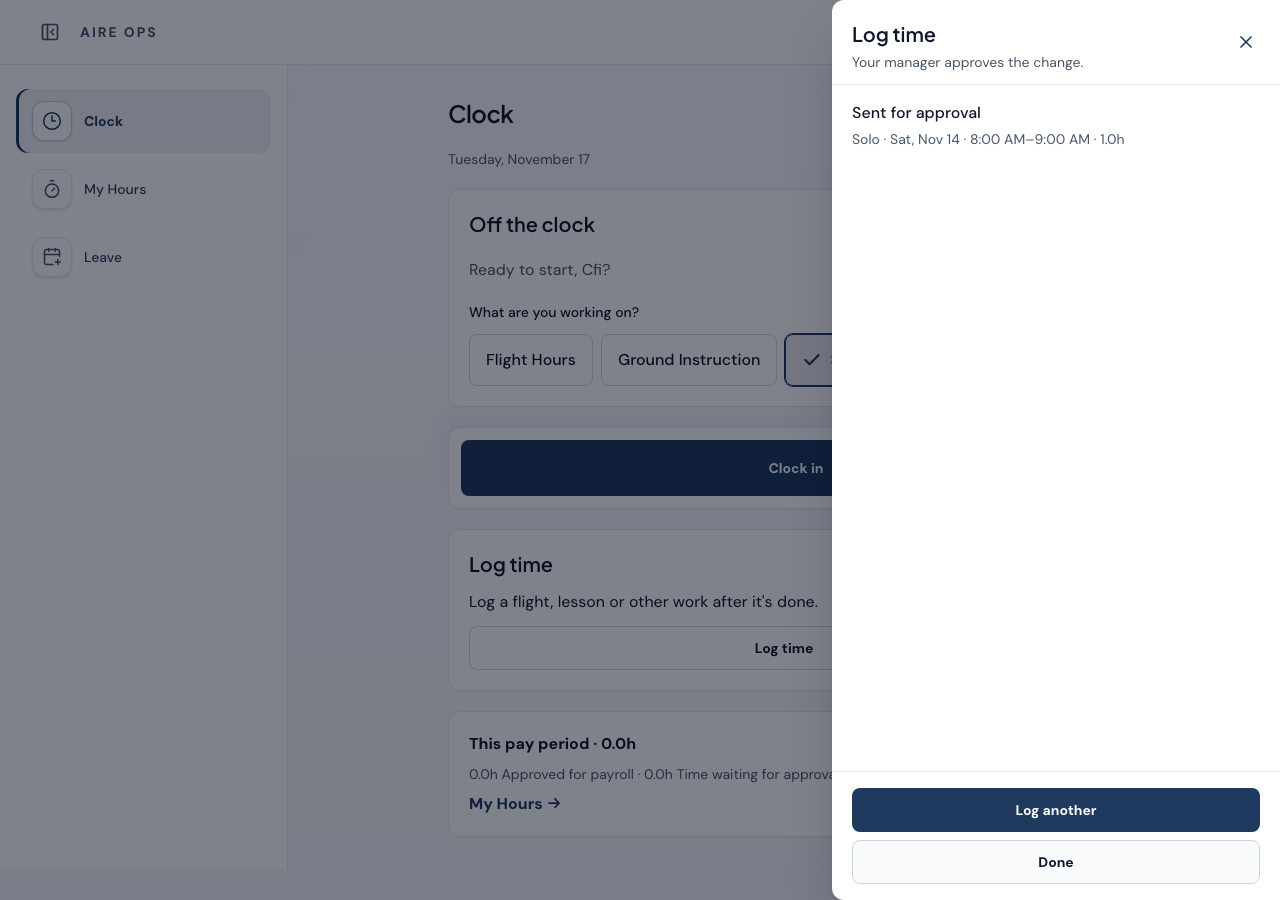 AIRE OPS
Clock
My Hours
Leave
Clock
Tuesday, November 17
Off the clock
Ready to start, Cfi?
What are you working on?
Flight Hours
Ground Instruction
Clock in
Log time
Log a flight, lesson or other work after it's done.
Log time
This pay period · 0.0h
0.0h Approved for payroll · 0.0h Time waiting for
My Hours →
Log time
Your manager approves the change.
Sent for approval
Solo · Sat, Nov 14 · 8:00 AM–9:00 AM · 1.0h
Log another
Done